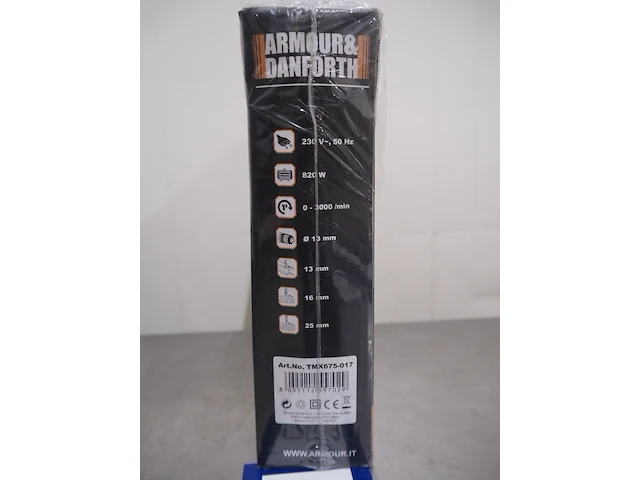 ARMOUR&
DANFORTH
230 V~, 50 Hz
820 W
0 - 3000 /min
Ø 13 mm
13 mm
16 mm
25 mm
Art.No. TMX675-017
CE
WWW.ARMOUR.IT